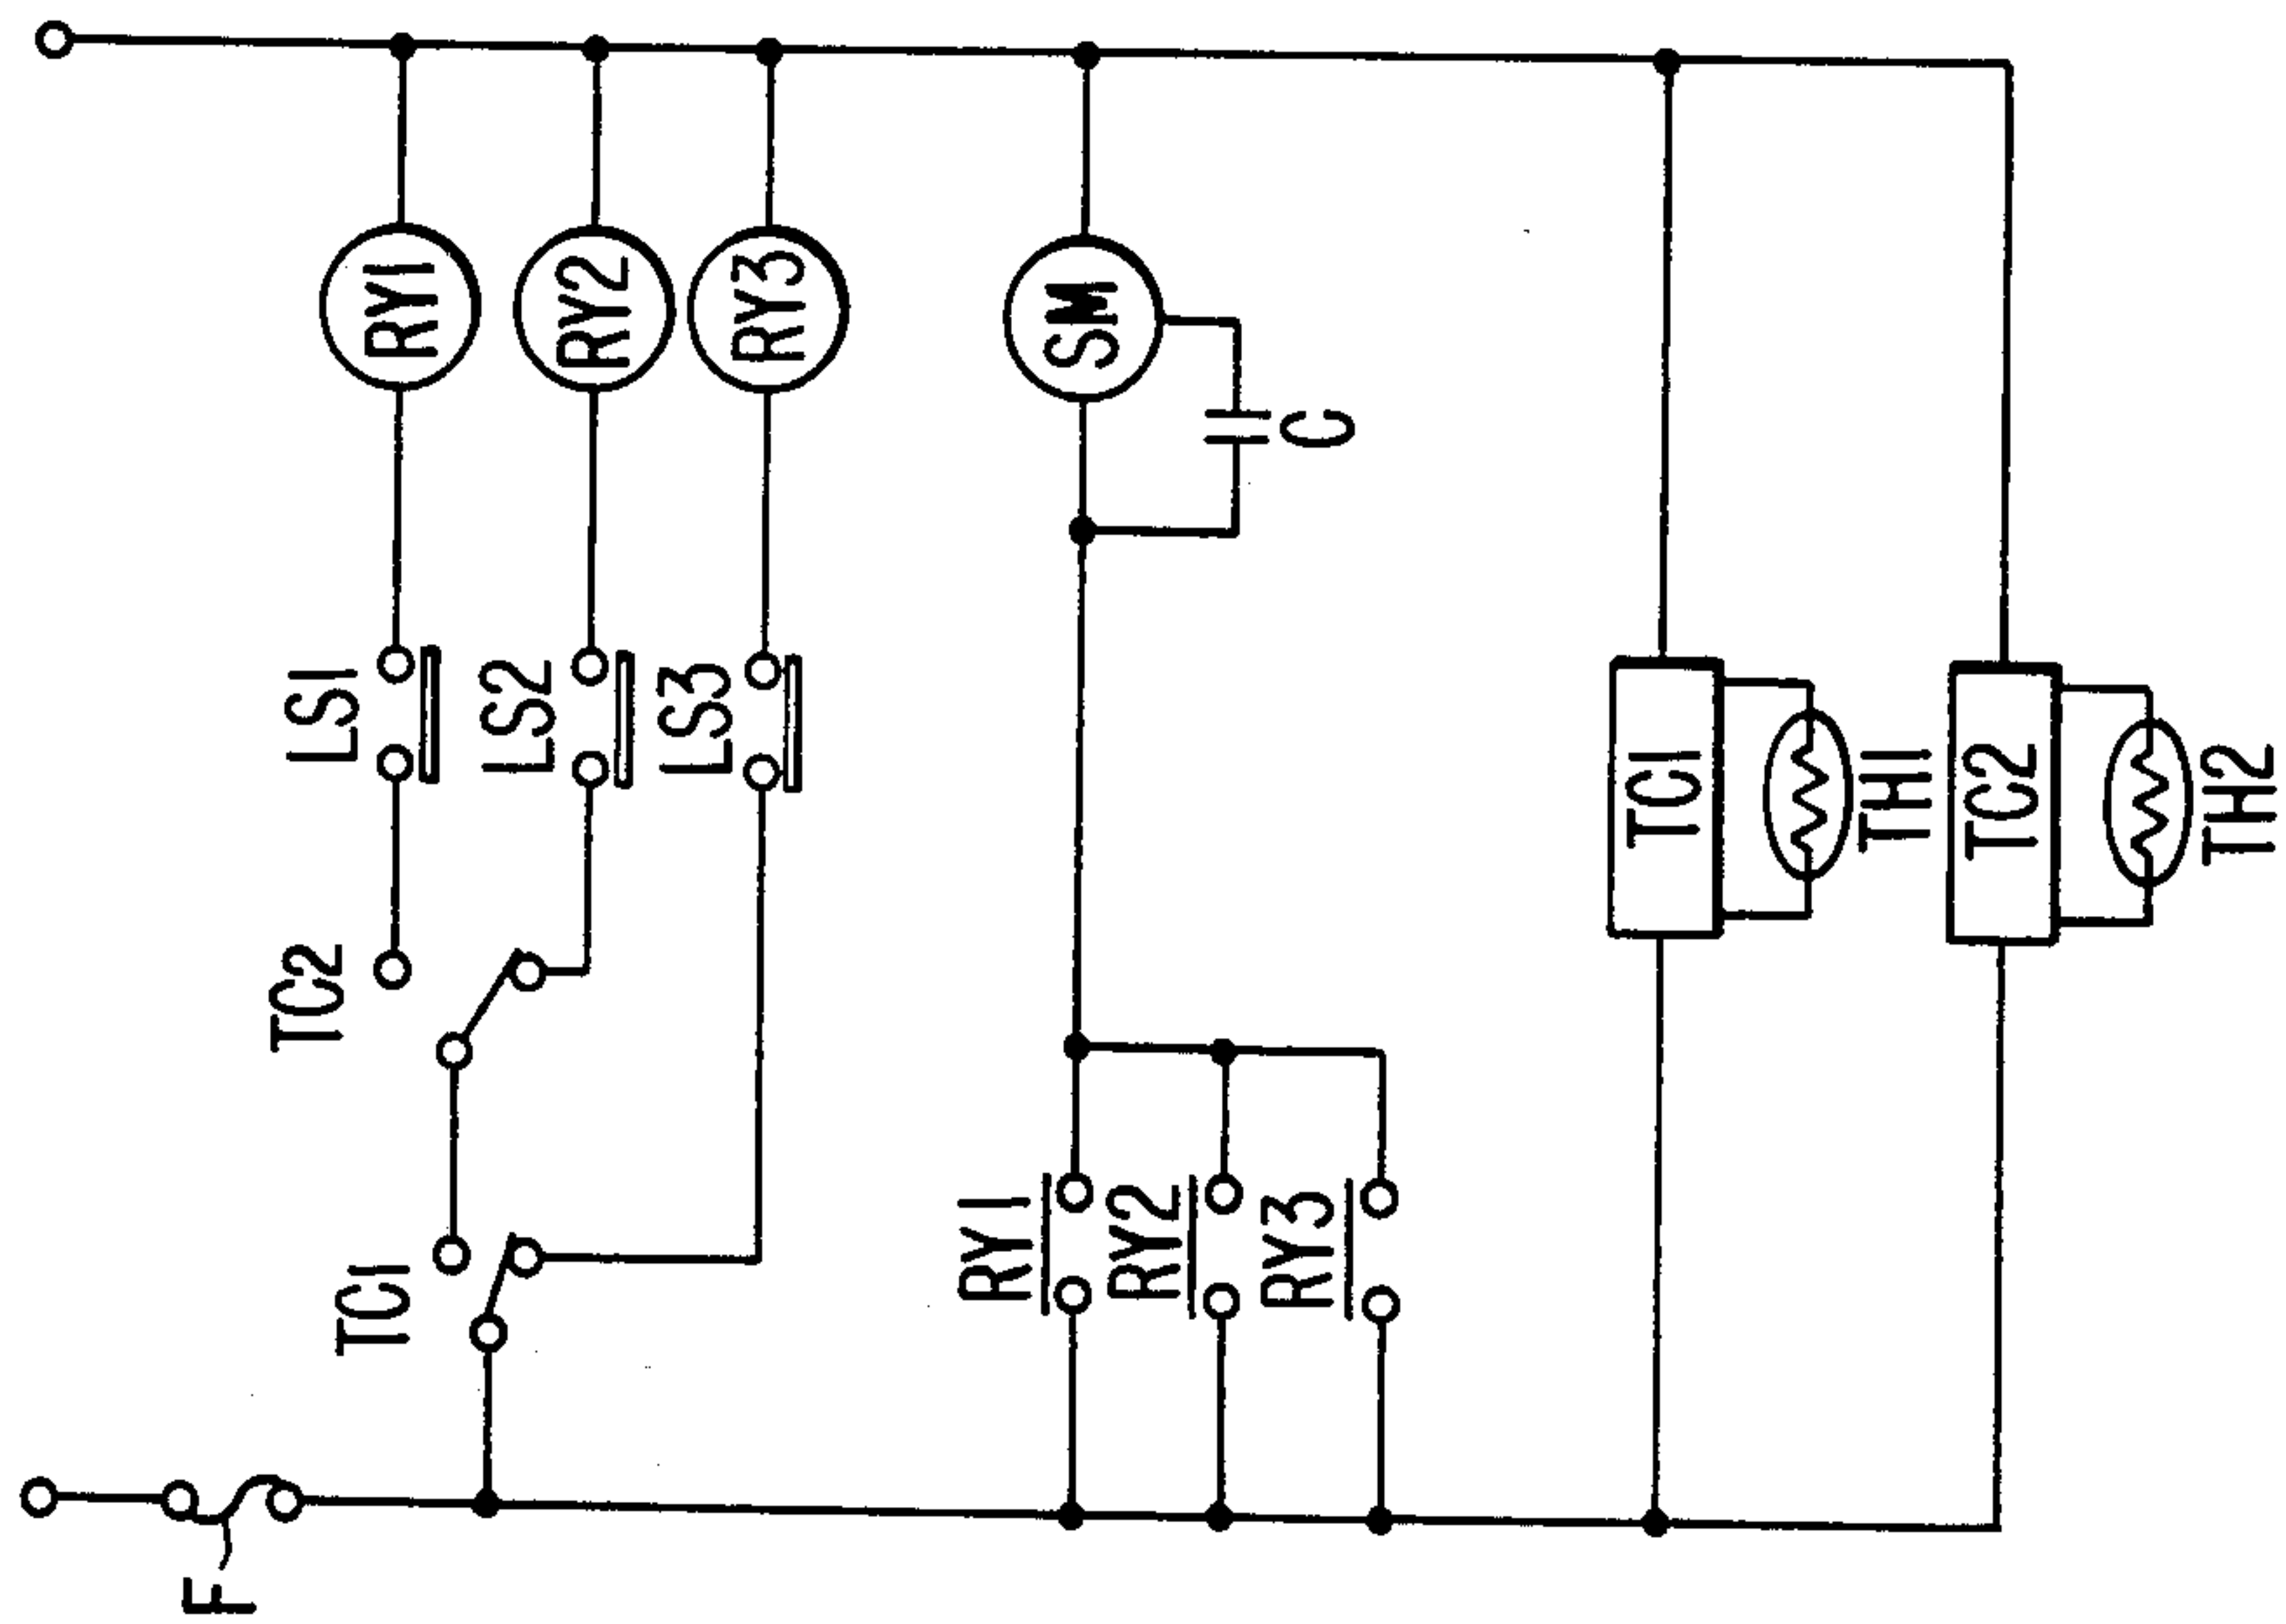 F
TC1
TC2
LS1
LS2
LS3
RY1
RY2
RY3
RY1
RY2
RY3
SM
C
TC1
TH1
TC2
TH2